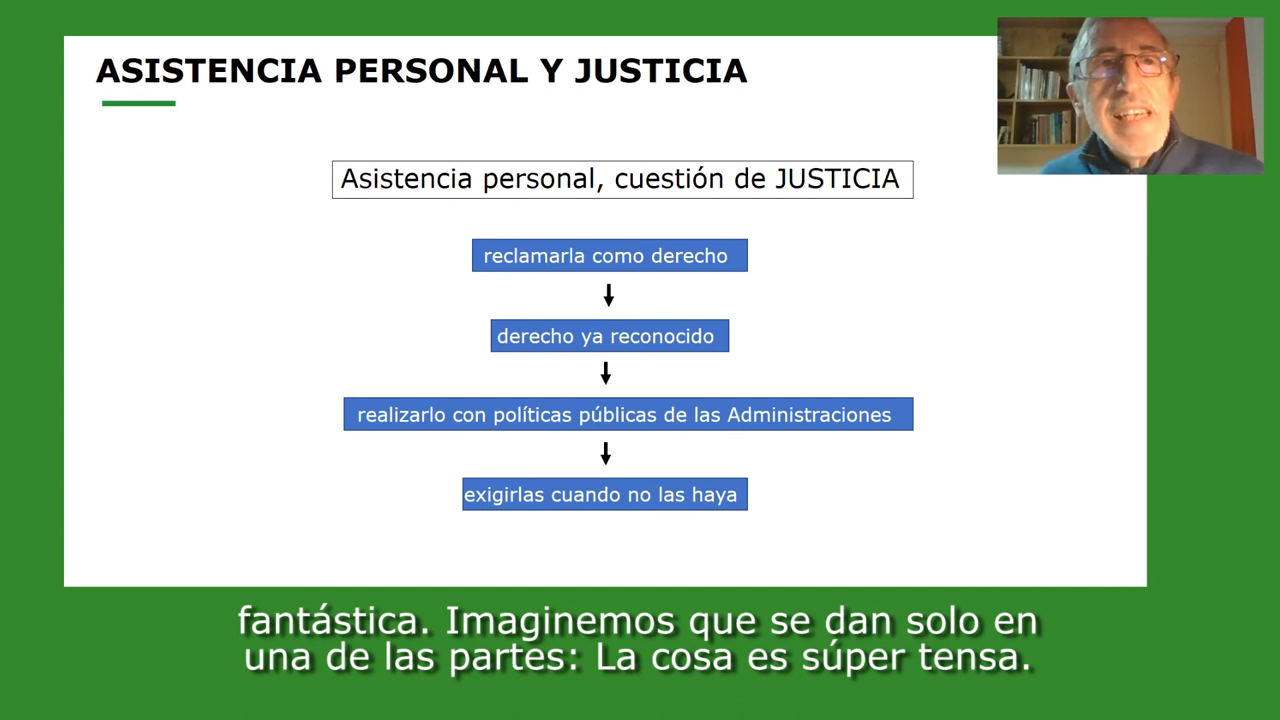 ASISTENCIA PERSONAL Y JUSTICIA
Asistencia personal, cuestión de JUSTICIA
reclamarla como derecho
derecho ya reconocido
realizarlo con políticas públicas de las Administraciones
exigirlas cuando no las haya
fantástica. Imaginemos que se dan solo en
una de las partes: La cosa es súper tensa.